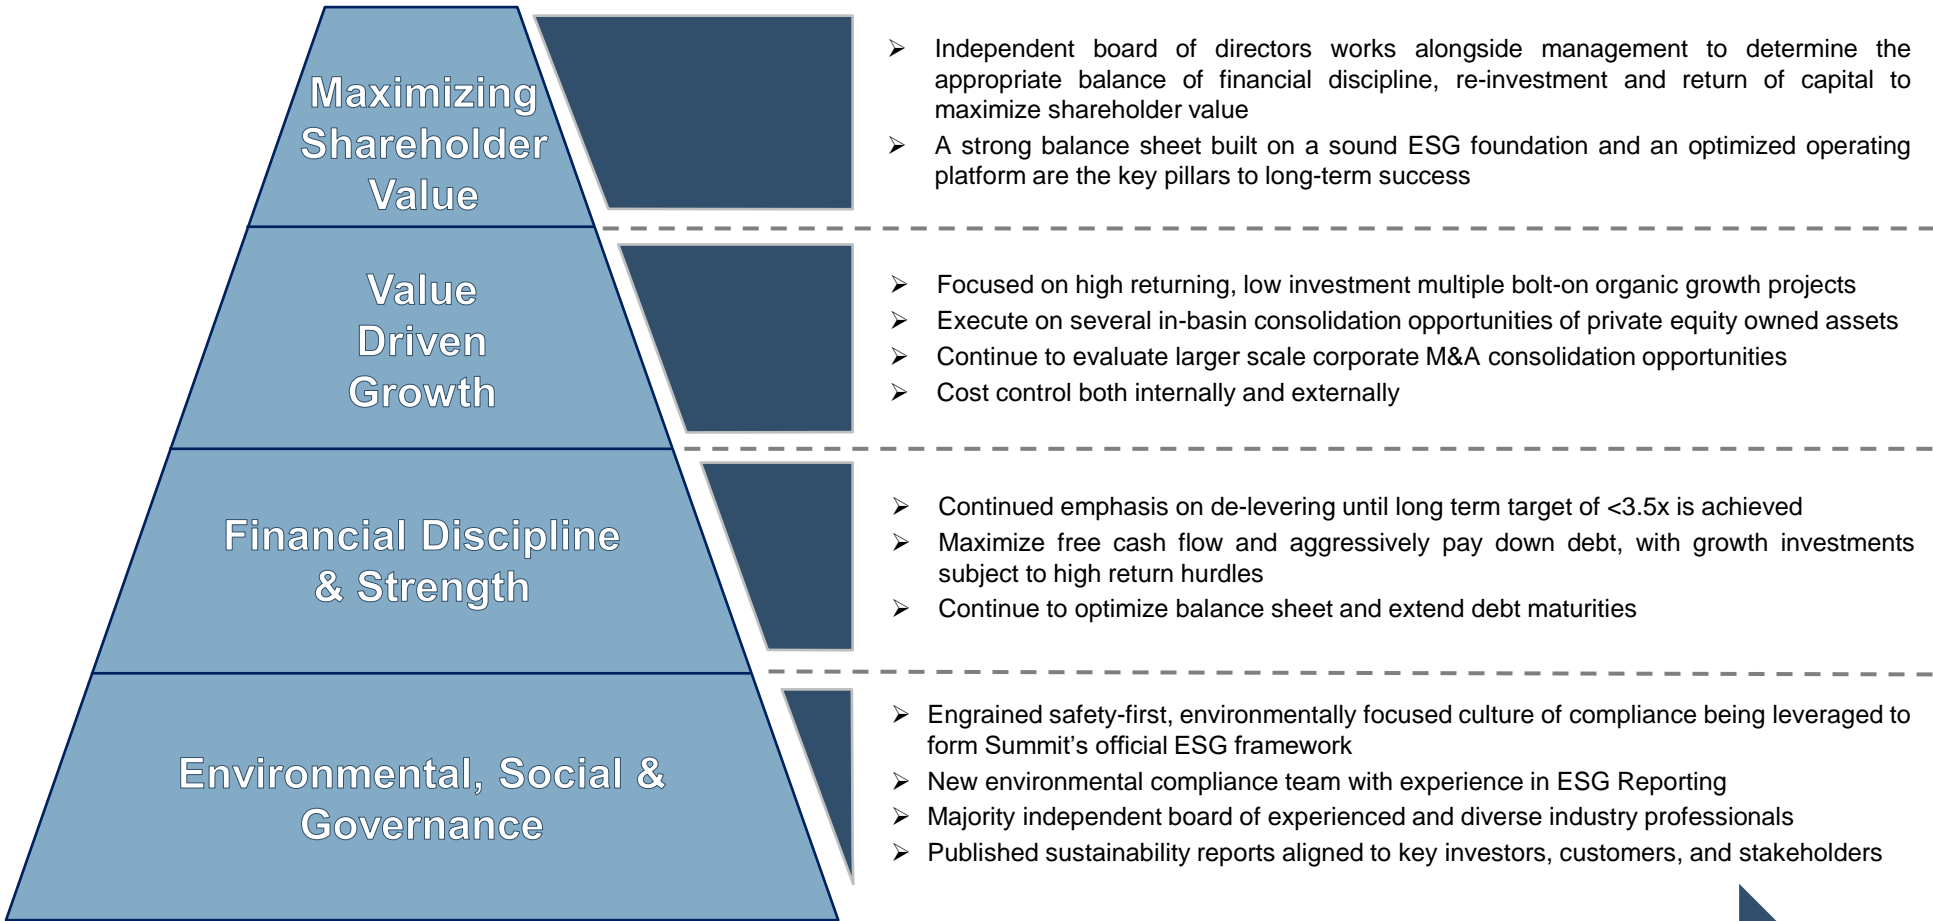 Maximizing
Shareholder
Value
➢ Independent board of directors works alongside management to determine the
appropriate balance of financial discipline, re-investment and return of capital to
maximize shareholder value
➢ A strong balance sheet built on a sound ESG foundation and an optimized operating
platform are the key pillars to long-term success
Value
Driven
Growth
➢ Focused on high returning, low investment multiple bolt-on organic growth projects
➢ Execute on several in-basin consolidation opportunities of private equity owned assets
➢ Continue to evaluate larger scale corporate M&A consolidation opportunities
➢ Cost control both internally and externally
Financial Discipline
& Strength
➢ Continued emphasis on de-levering until long term target of <3.5x is achieved
➢ Maximize free cash flow and aggressively pay down debt, with growth investments
subject to high return hurdles
➢ Continue to optimize balance sheet and extend debt maturities
Environmental, Social &
Governance
➢ Engrained safety-first, environmentally focused culture of compliance being leveraged to
form Summit's official ESG framework
➢ New environmental compliance team with experience in ESG Reporting
➢ Majority independent board of experienced and diverse industry professionals
➢ Published sustainability reports aligned to key investors, customers, and stakeholders